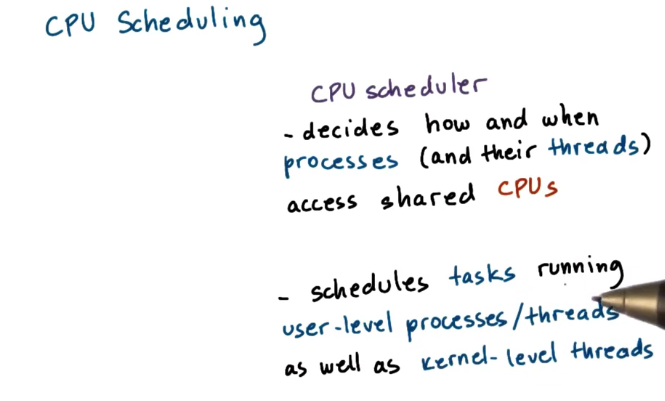 CPU Scheduling
CPU scheduler
- decides how and when
processes (and their threads)
access shared CPUs
- schedules tasks running
user-level processes/threads
as well as kernel-level threads